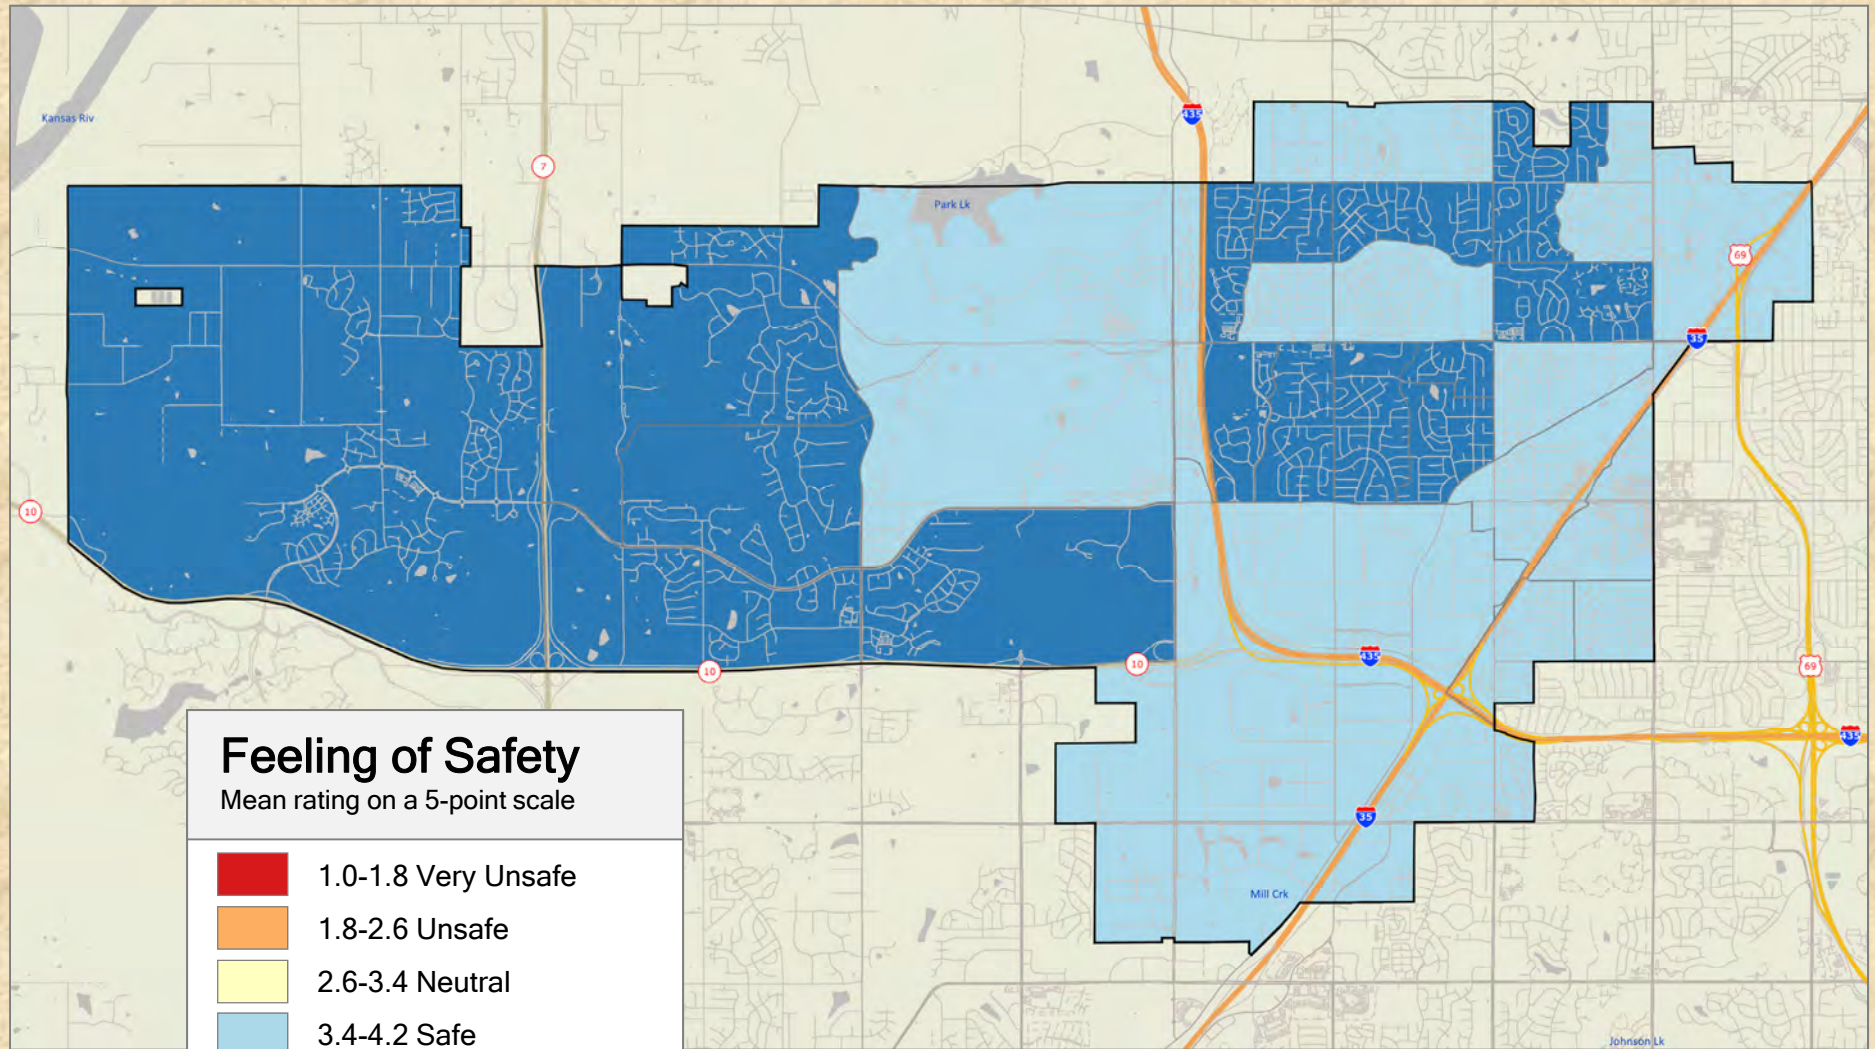 Kansas Riv
7
435
Park Lk
69
35
10
10
10
435
69
435
35
Mill Crk
Johnson Lk
Feeling of Safety
Mean rating on a 5-point scale
1.0-1.8 Very Unsafe
1.8-2.6 Unsafe
2.6-3.4 Neutral
3.4-4.2 Safe